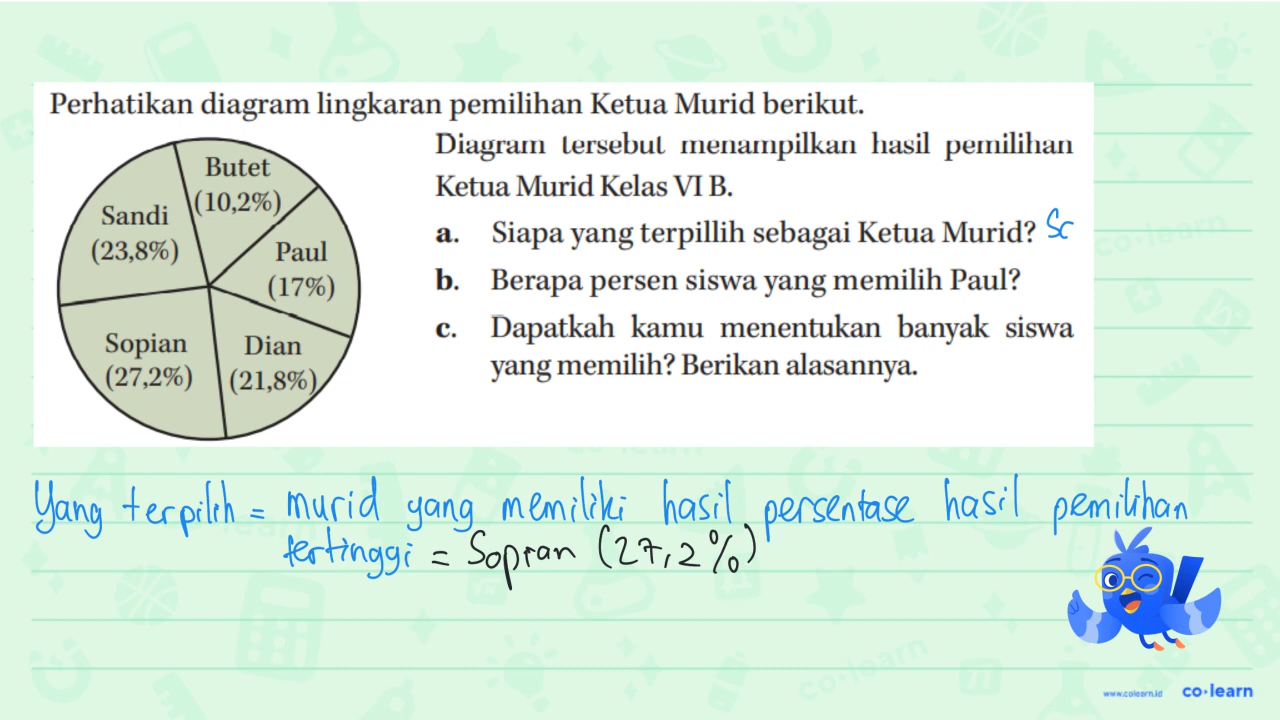 Perhatikan diagram lingkaran pemilihan Ketua Murid berikut.
Butet
(10,2%)
Sandi
(23,8%)
Paul
(17%)
Sopian
(27,2%)
Dian
(21,8%)
Diagram tersebut menampilkan hasil pemilihan
Ketua Murid Kelas VI B.
a. Siapa yang terpillih sebagai Ketua Murid? Sc
b. Berapa persen siswa yang memilih Paul?
c. Dapatkah kamu menentukan banyak siswa
yang memilih? Berikan alasannya.
Yang terpilih = murid yang memiliki hasil persentase hasil pemilihan
tertinggi = Sopian (27,2%)
www.colearn.id co·learn